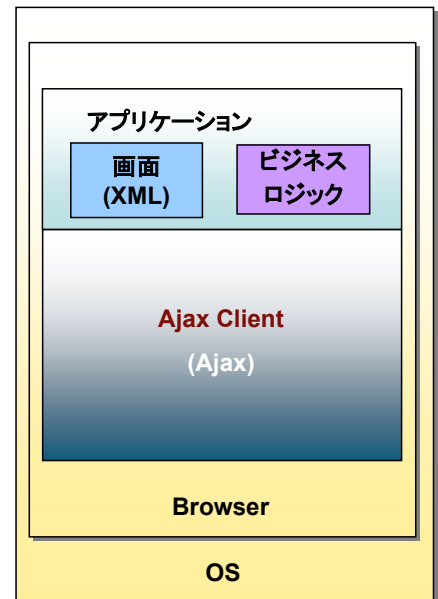 アプリケーション
画面
(XML)
ビジネス
ロジック
Ajax Client
(Ajax)
Browser
OS